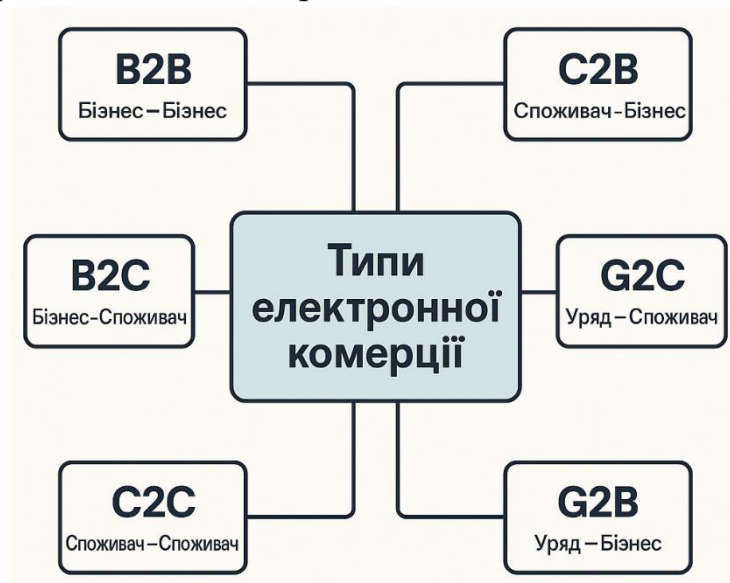 B2B
Бізнес–Бізнес
C2B
Споживач-Бізнес
B2C
Бізнес-Споживач
Типи
електронної
комерції
G2C
Уряд–Споживач
C2C
Споживач–Споживач
G2B
Уряд–Бізнес